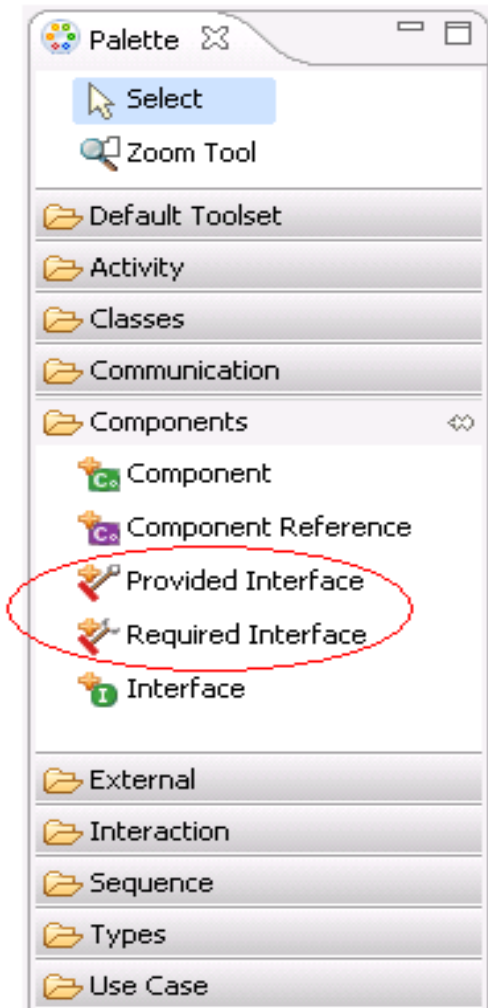 Palette
Select
Zoom Tool
Default Toolset
Activity
Classes
Communication
Components
Component
Component Reference
Provided Interface
Required Interface
Interface
External
Interaction
Sequence
Types
Use Case